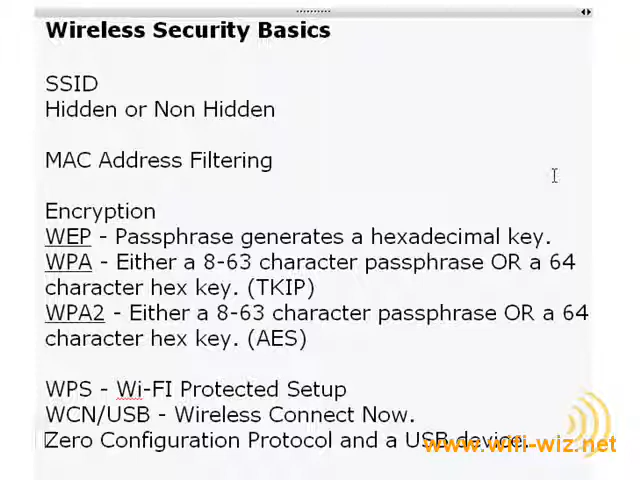 Wireless Security Basics
SSID
Hidden or Non Hidden
MAC Address Filtering
Encryption
WEP - Passphrase generates a hexadecimal key.
WPA - Either a 8-63 character passphrase OR a 64
character hex key. (TKIP)
WPA2 - Either a 8-63 character passphrase OR a 64
character hex key. (AES)
WPS - Wi-FI Protected Setup
WCN/USB - Wireless Connect Now.
Zero Configuration Protocol and a USB device.
www.wifi-wiz.net